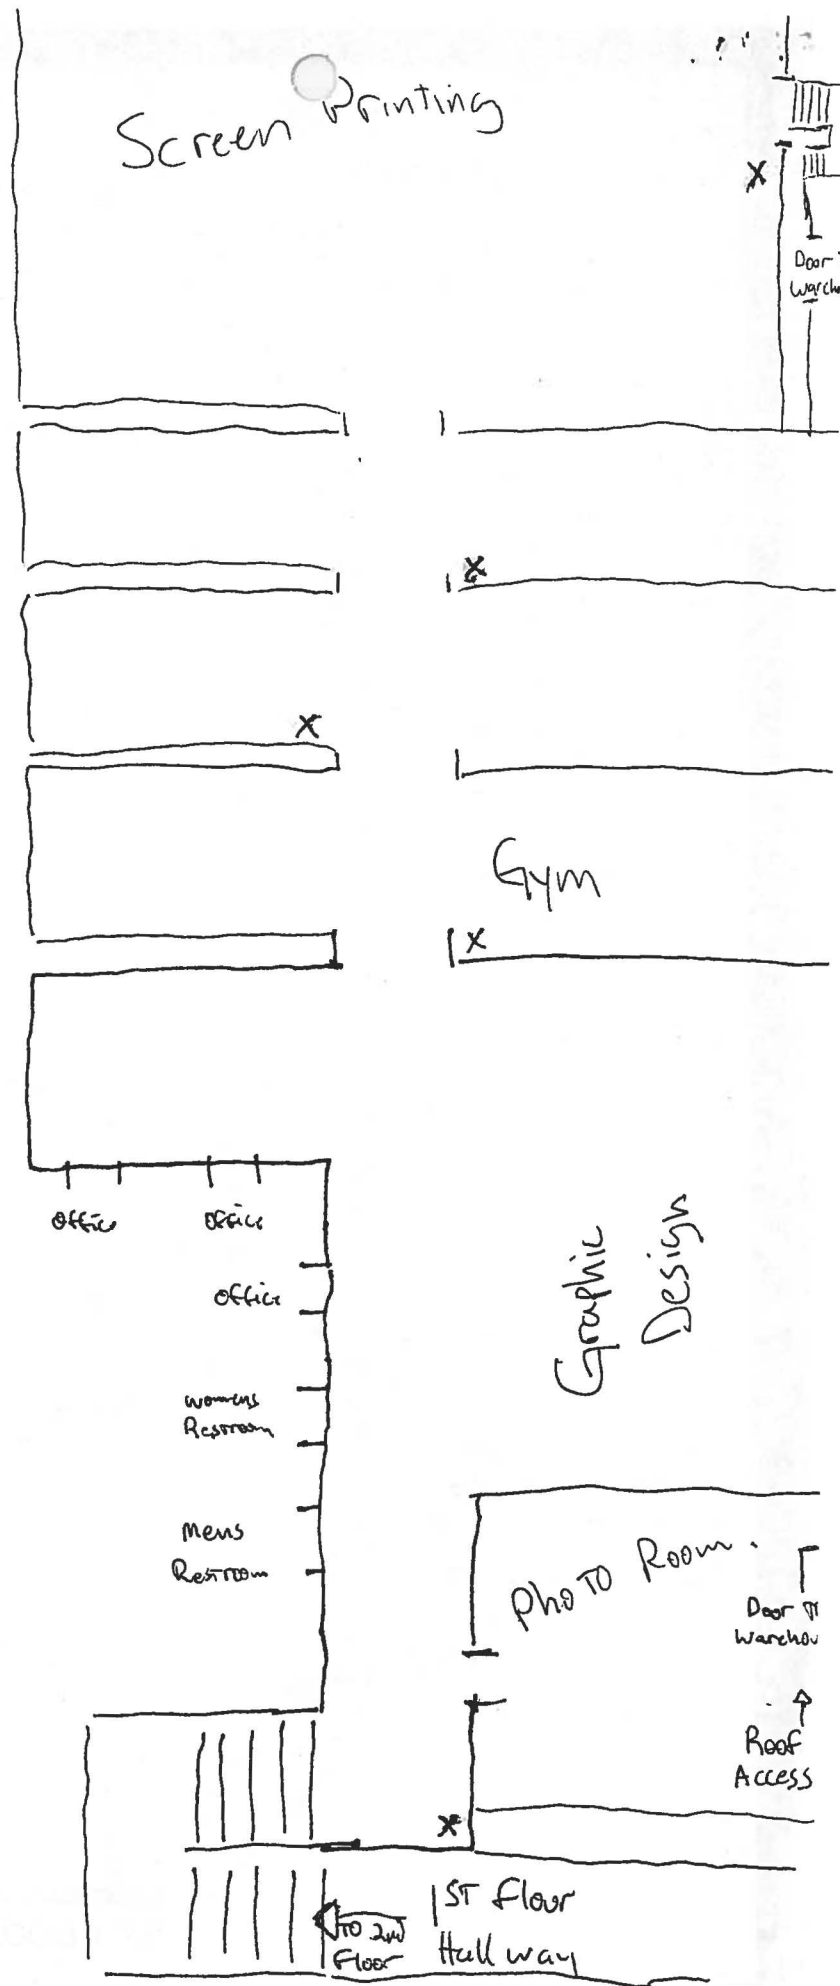 Screen Printing
X
Door
X
X
Gym
X
office
office
office
Graphic
Design
womens
Restroom
Mens
Restroom
Photo Room.
Door
Roof
Access
X
1ST floor
Hallway
TO 2nd
Floor